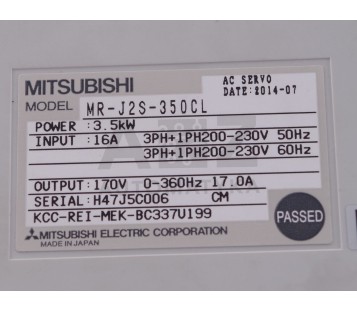 MITSUBISHI
AC SERVO
DATE:2014-07
MODEL MR-J2S-350CL
POWER : 3.5kW
INPUT : 16A 3PH+1PH200-230V 50Hz
3PH+1PH200-230V 60Hz
OUTPUT: 170V 0-360Hz 17.0A
SERIAL: H47J5C006 CM
KCC-REI-MEK-BC337U199
PASSED
MITSUBISHI ELECTRIC CORPORATION
MADE IN JAPAN